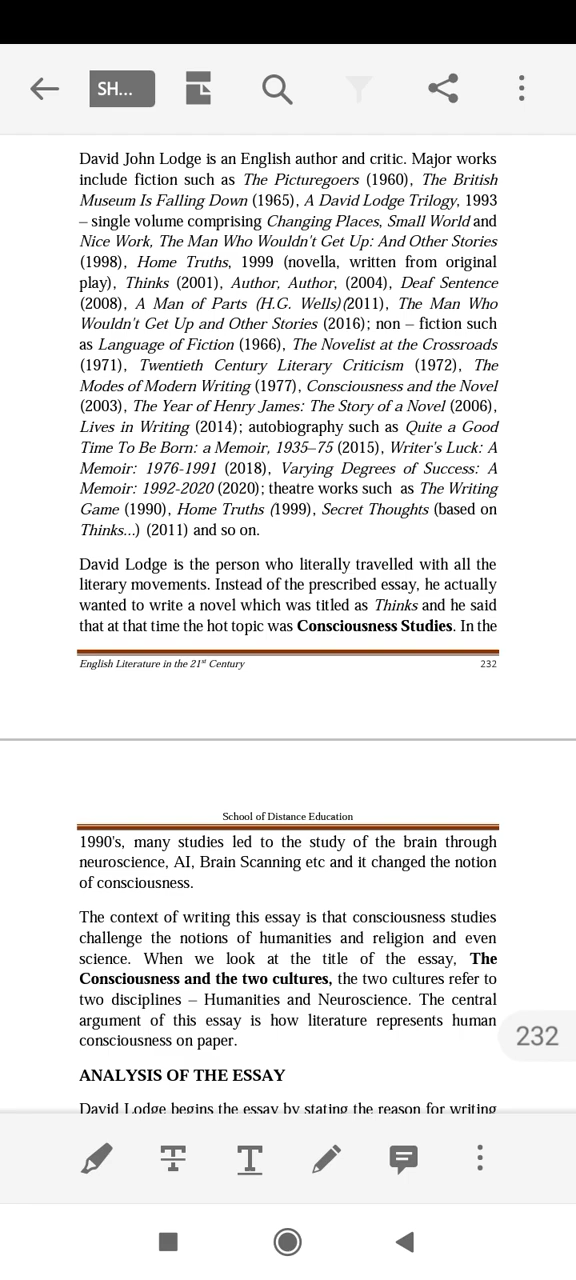 SH...
David John Lodge is an English author and critic. Major works
include fiction such as The Picturegoers (1960), The British
Museum Is Falling Down (1965), A David Lodge Trilogy, 1993
– single volume comprising Changing Places, Small World and
Nice Work, The Man Who Wouldn't Get Up: And Other Stories
(1998), Home Truths, 1999 (novella, written from original
play), Thinks (2001), Author, Author, (2004), Deaf Sentence
(2008), A Man of Parts (H.G. Wells)(2011), The Man Who
Wouldn't Get Up and Other Stories (2016); non – fiction such
as Language of Fiction (1966), The Novelist at the Crossroads
(1971), Twentieth Century Literary Criticism (1972), The
Modes of Modern Writing (1977), Consciousness and the Novel
(2003), The Year of Henry James: The Story of a Novel (2006),
Lives in Writing (2014); autobiography such as Quite a Good
Time To Be Born: a Memoir, 1935–75 (2015), Writer's Luck: A
Memoir: 1976-1991 (2018), Varying Degrees of Success: A
Memoir: 1992-2020 (2020); theatre works such as The Writing
Game (1990), Home Truths (1999), Secret Thoughts (based on
Thinks...) (2011) and so on.
David Lodge is the person who literally travelled with all the
literary movements. Instead of the prescribed essay, he actually
wanted to write a novel which was titled as Thinks and he said
that at that time the hot topic was Consciousness Studies. In the
English Literature in the 21st Century 232
School of Distance Education
1990's, many studies led to the study of the brain through
neuroscience, AI, Brain Scanning etc and it changed the notion
of consciousness.
The context of writing this essay is that consciousness studies
challenge the notions of humanities and religion and even
science. When we look at the title of the essay, The
Consciousness and the two cultures, the two cultures refer to
two disciplines – Humanities and Neuroscience. The central
argument of this essay is how literature represents human
consciousness on paper.
232
ANALYSIS OF THE ESSAY
David Lodge begins the essay by stating the reason for writing